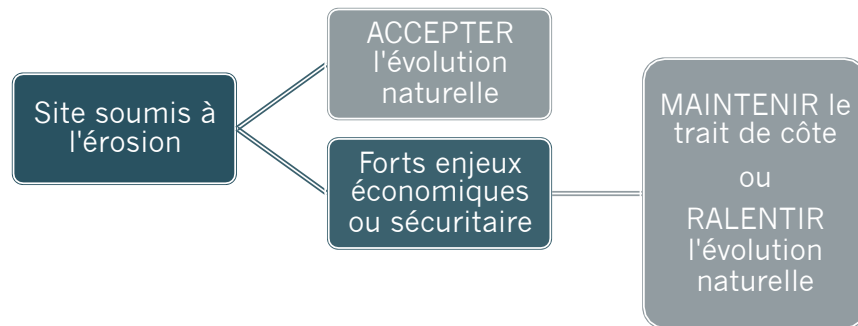 Site soumis à
l'érosion
ACCEPTER
l'évolution
naturelle
Forts enjeux
économiques
ou sécuritaire
MAINTENIR le
trait de côte
ou
RALENTIR
l'évolution
naturelle